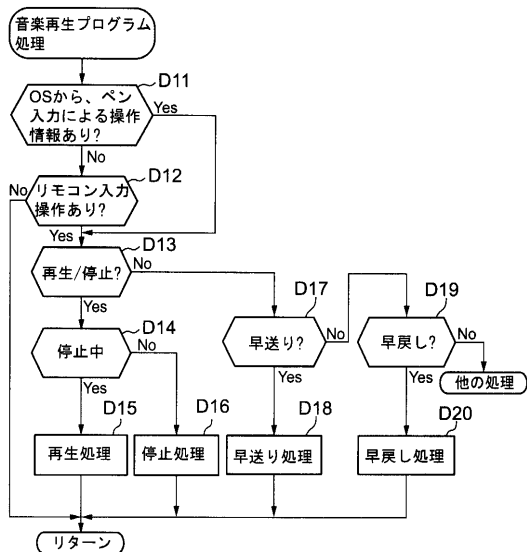 音楽再生プログラム
処理
D11
OSから、ペン
入力による操作
情報あり?
Yes
No
D12
No
リモコン入力
操作あり?
Yes
D13
再生/停止?
No
Yes
D14
停止中
No
Yes
D17
早送り?
No
Yes
D19
早戻し?
No
Yes
他の処理
D15
再生処理
D16
停止処理
D18
早送り処理
D20
早戻し処理
リターン